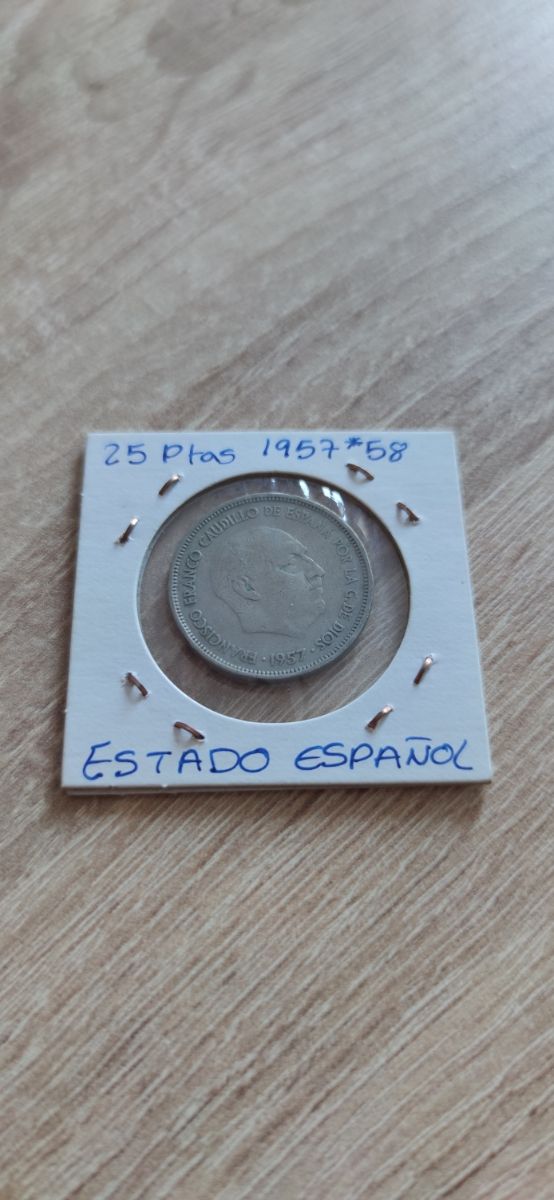 25 Ptas 1957*58
FRANCISCO FRANCO CAUDILLO DE ESPAÑA POR LA G. DE DIOS · 1957 ·
ESTADO ESPAÑOL